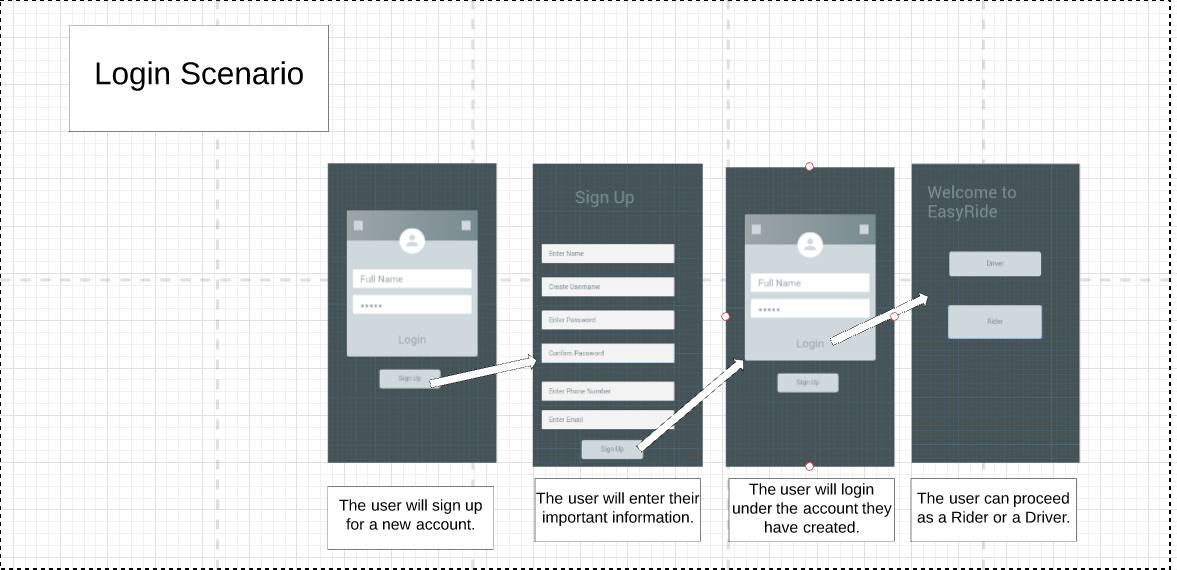 Login Scenario
Full Name
*****
Login
Sign Up
The user will sign up
for a new account.
Sign Up
Enter Name
Create Username
Enter Password
Confirm Password
Enter Phone Number
Enter Email
Sign Up
The user will enter their
important information.
Full Name
*****
Login
Sign Up
The user will login
under the account they
have created.
Welcome to
EasyRide
Driver
Rider
The user can proceed
as a Rider or a Driver.